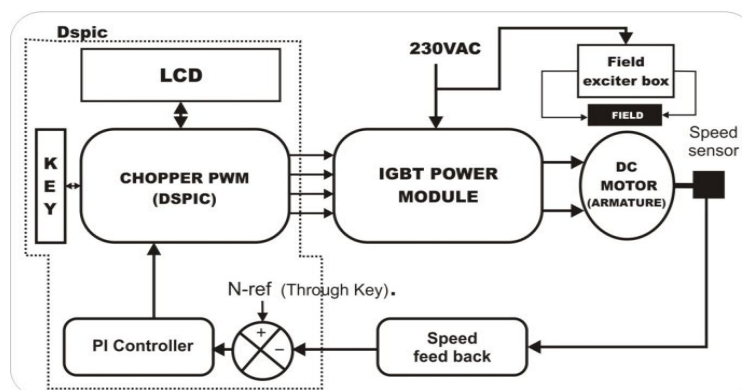 Dspic
LCD
230VAC
Field
exciter box
FIELD
Speed
sensor
K
E
Y
CHOPPER PWM
(DSPIC)
IGBT POWER
MODULE
DC
MOTOR
(ARMATURE)
N-ref (Through Key).
PI Controller
+
−
Speed
feed back